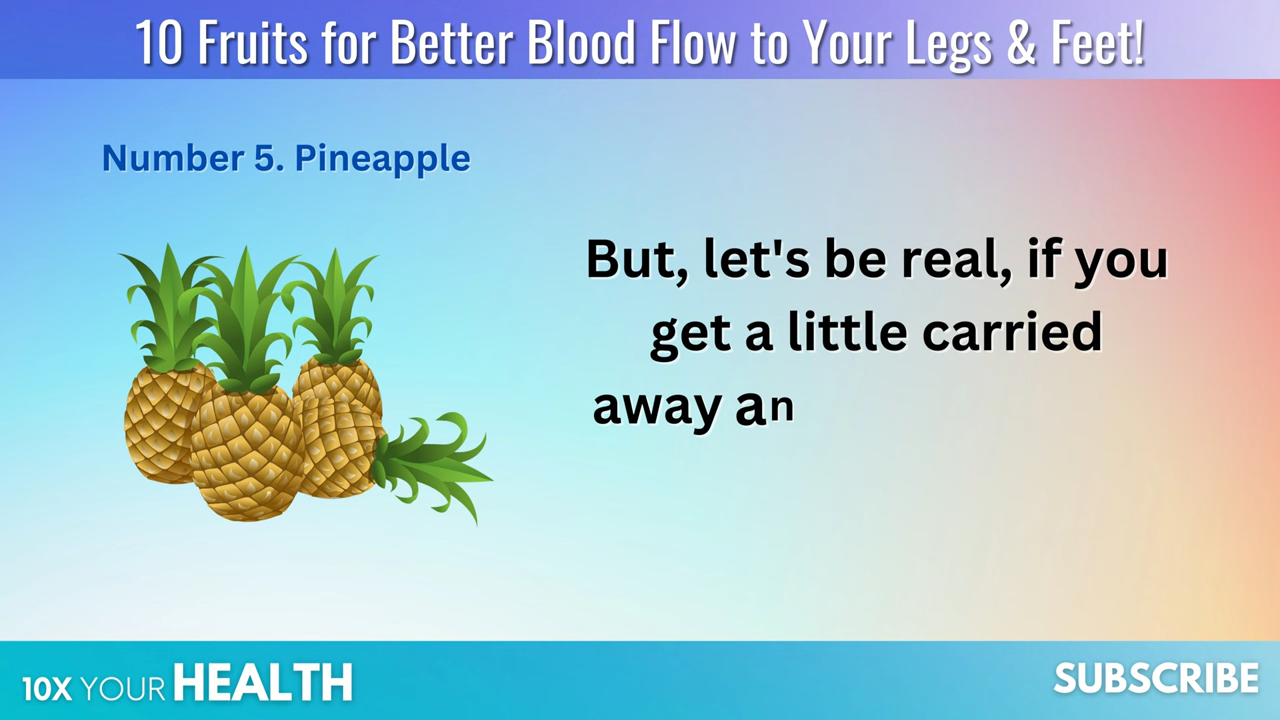 10 Fruits for Better Blood Flow to Your Legs & Feet!
Number 5. Pineapple
But, let's be real, if you
get a little carried
away an
10X YOUR HEALTH
SUBSCRIBE